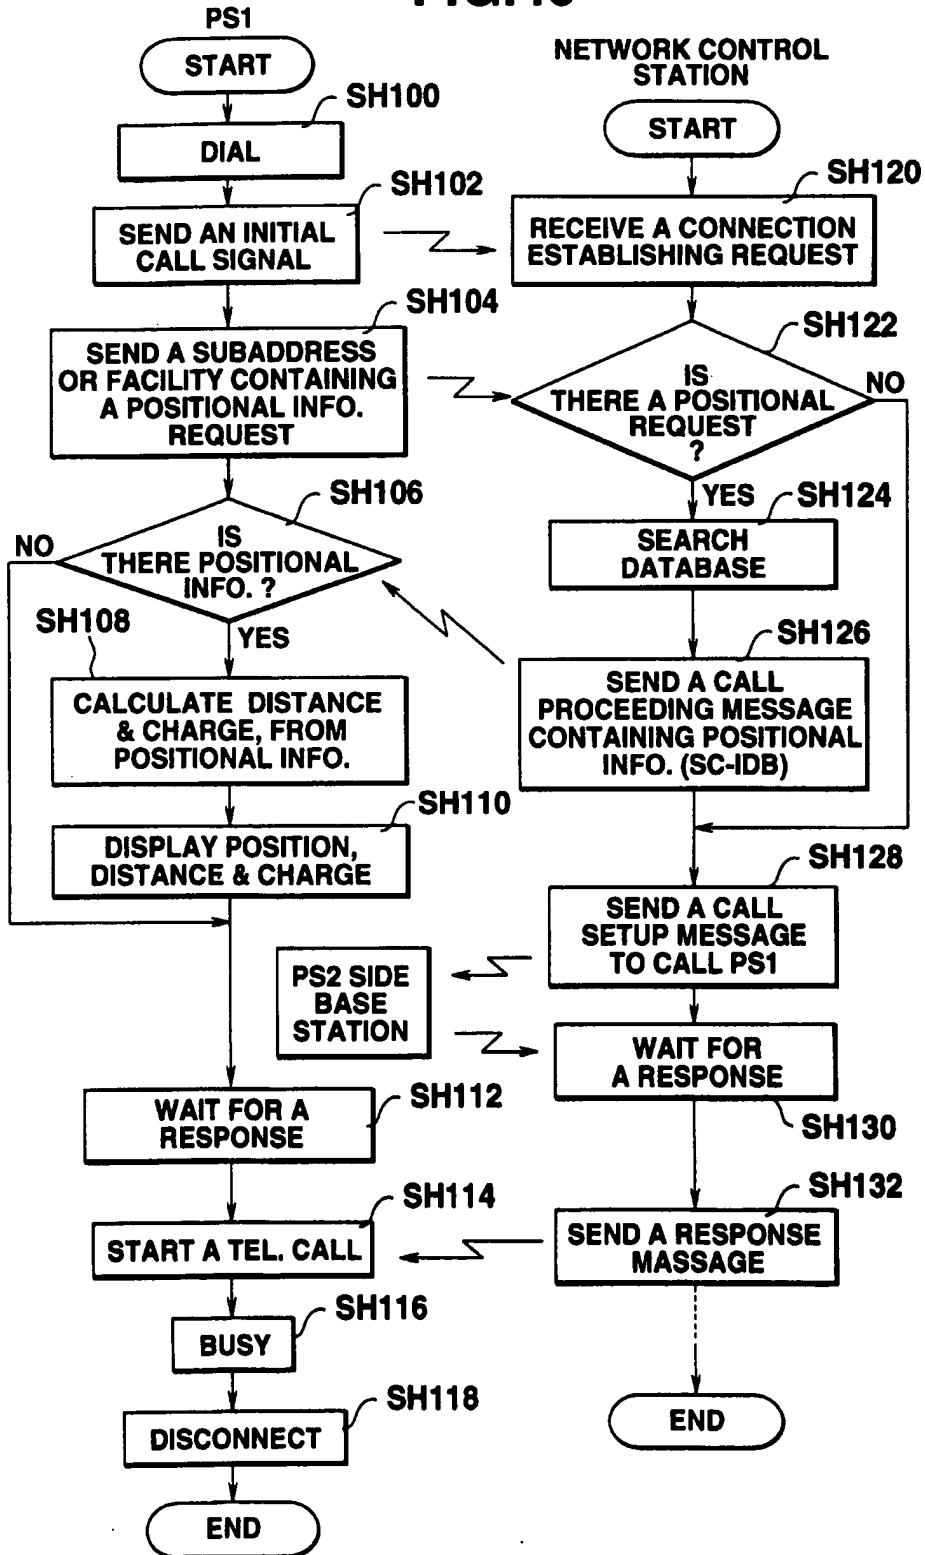 PS1
START
SH100
DIAL
SH102
SEND AN INITIAL
CALL SIGNAL
SH104
SEND A SUBADDRESS
OR FACILITY CONTAINING
A POSITIONAL INFO.
REQUEST
SH106
IS
THERE POSITIONAL
INFO. ?
NO
YES
SH108
CALCULATE DISTANCE
& CHARGE, FROM
POSITIONAL INFO.
SH110
DISPLAY POSITION,
DISTANCE & CHARGE
PS2 SIDE
BASE
STATION
SH112
WAIT FOR A
RESPONSE
SH114
START A TEL. CALL
SH116
BUSY
SH118
DISCONNECT
END
NETWORK CONTROL
STATION
START
SH120
RECEIVE A CONNECTION
ESTABLISHING REQUEST
SH122
IS
THERE A POSITIONAL
REQUEST
?
NO
YES
SH124
SEARCH
DATABASE
SH126
SEND A CALL
PROCEEDING MESSAGE
CONTAINING POSITIONAL
INFO. (SC-IDB)
SH128
SEND A CALL
SETUP MESSAGE
TO CALL PS1
WAIT FOR
A RESPONSE
SH130
SH132
SEND A RESPONSE
MASSAGE
END